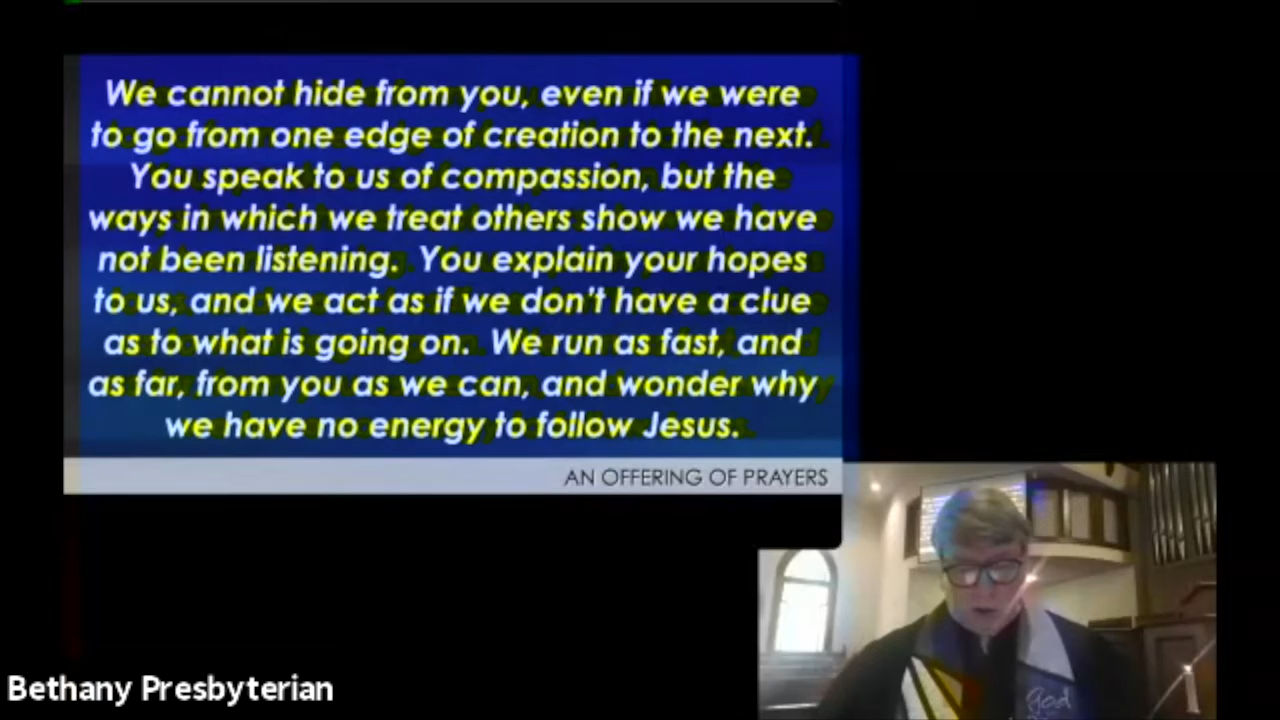 We cannot hide from you, even if we were
to go from one edge of creation to the next.
You speak to us of compassion, but the
ways in which we treat others show we have
not been listening. You explain your hopes
to us, and we act as if we don't have a clue
as to what is going on. We run as fast, and
as far, from you as we can, and wonder why
we have no energy to follow Jesus.
AN OFFERING OF PRAYERS
God
Bethany Presbyterian